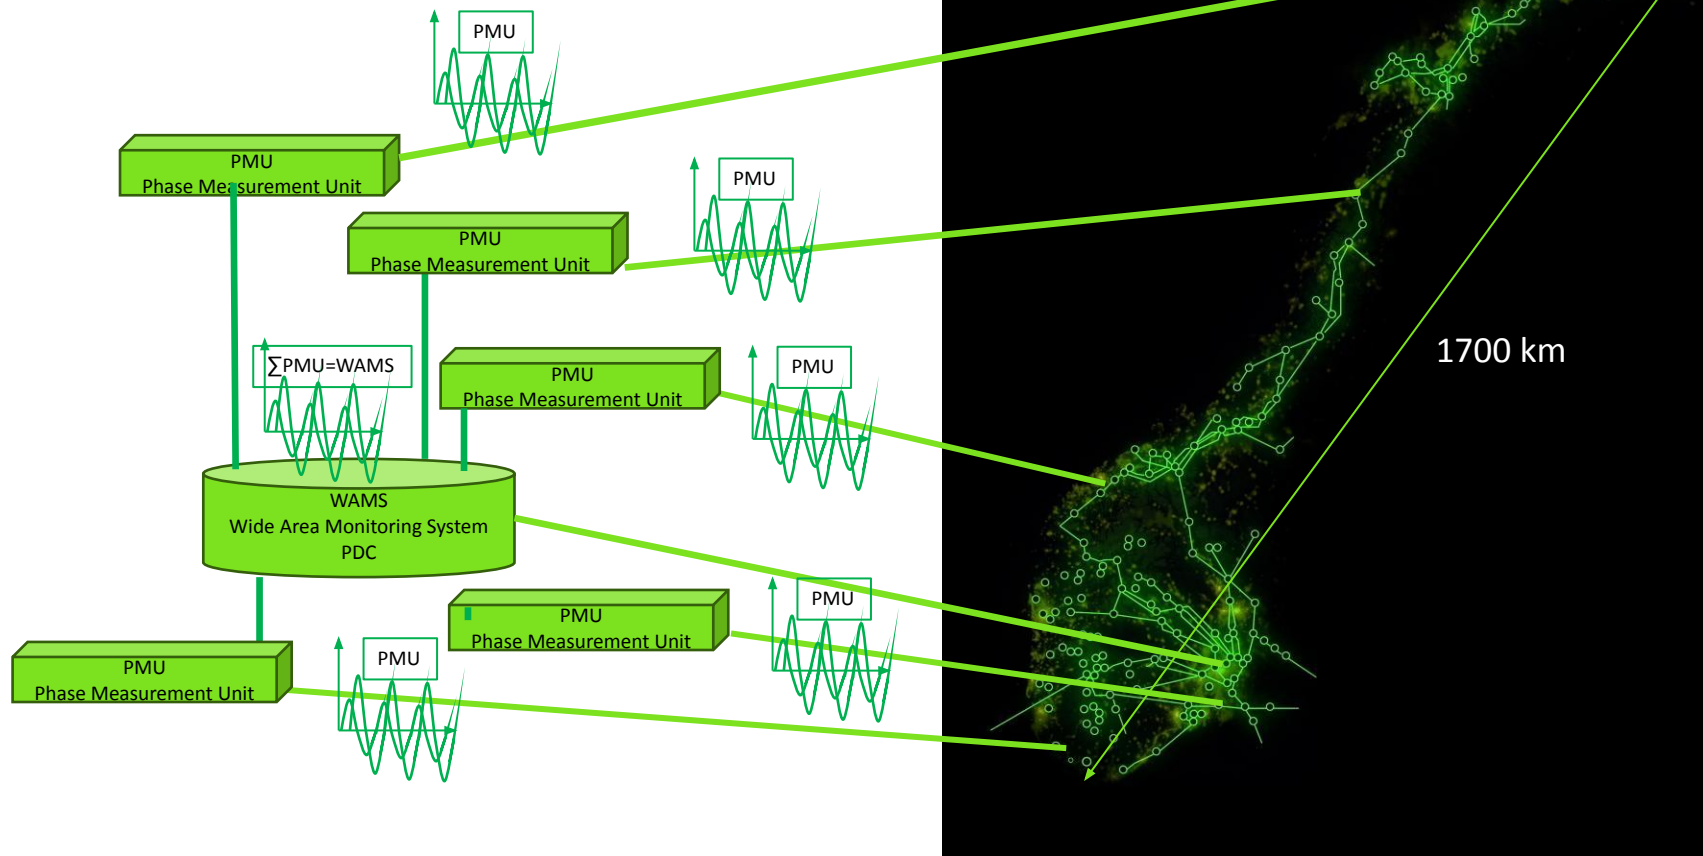 PMU
PMU
Phase Measurement Unit
PMU
PMU
Phase Measurement Unit
∑PMU=WAMS
PMU
Phase Measurement Unit
PMU
1700 km
WAMS
Wide Area Monitoring System
PDC
PMU
Phase Measurement Unit
PMU
PMU
Phase Measurement Unit
PMU